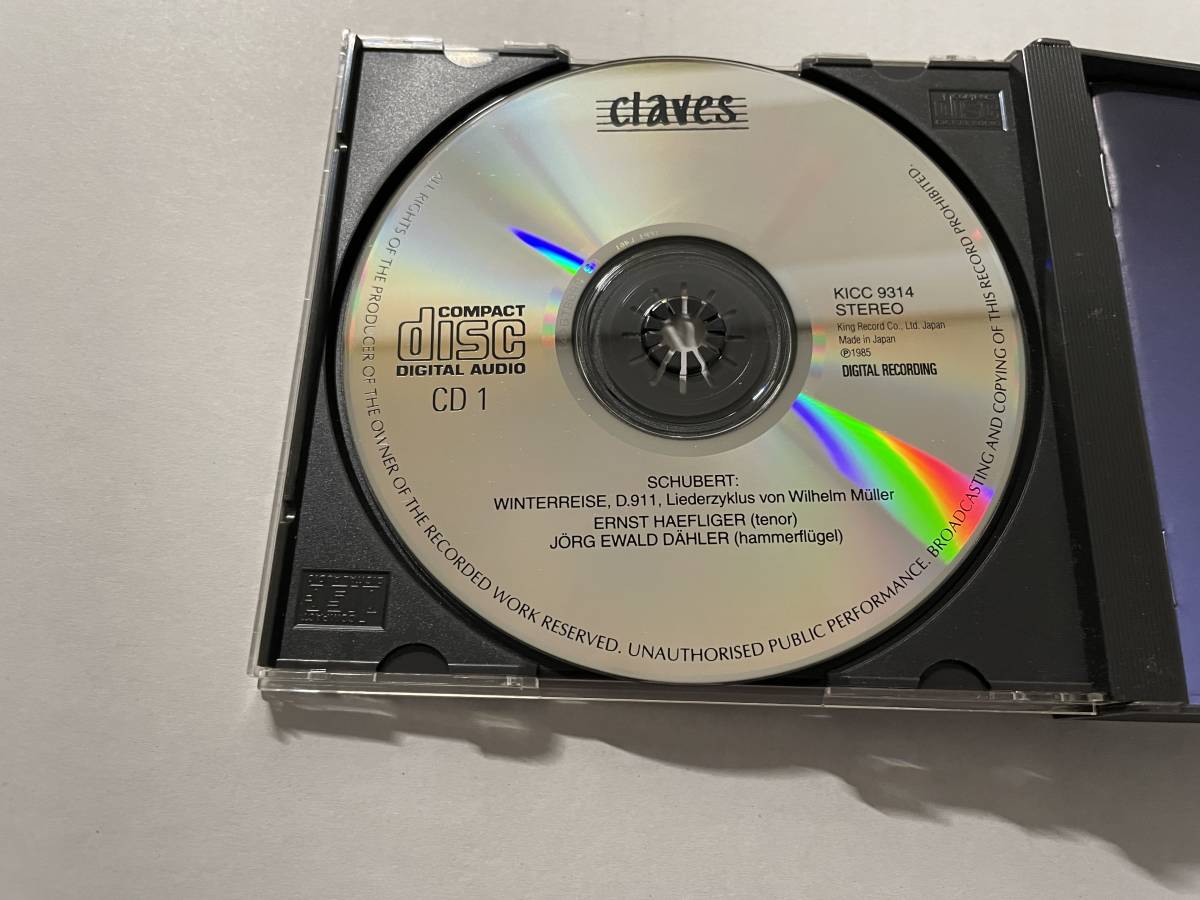 claves
KICC 9314
STEREO
King Record Co., Ltd. Japan
Made in Japan
℗1985
DIGITAL RECORDING
COMPACT
disc
DIGITAL AUDIO
CD 1
SCHUBERT:
WINTERREISE, D.911, Liederzyklus von Wilhelm Müller
ERNST HAEFLIGER (tenor)
JÖRG EWALD DÄHLER (hammerflügel)
ALL RIGHTS OF THE PRODUCER OF THE OWNER OF THE RECORDED WORK RESERVED. UNAUTHORISED PUBLIC PERFORMANCE. BROADCASTING AND COPYING OF THIS RECORD PROHIBITED.